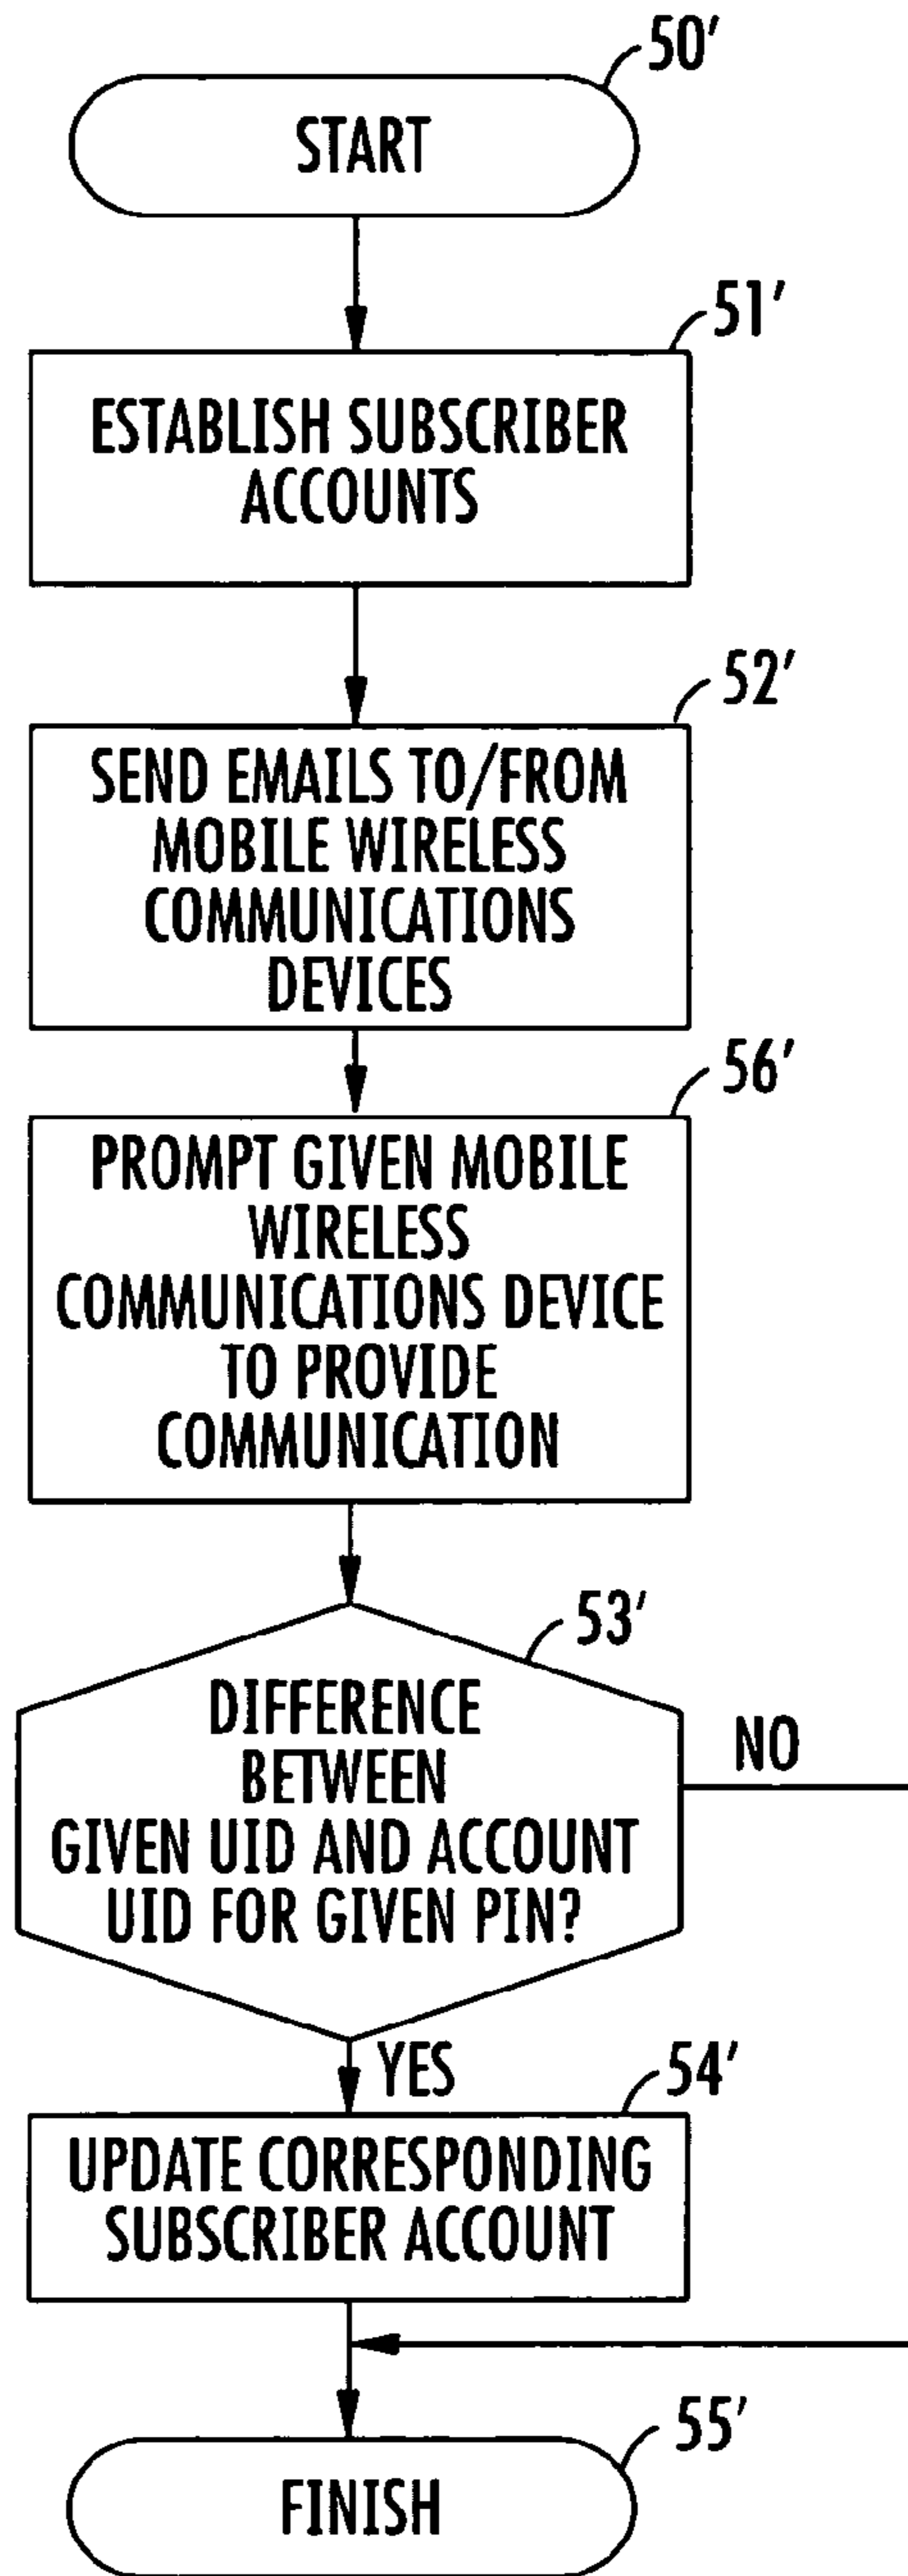 50'
START
51'
ESTABLISH SUBSCRIBER
ACCOUNTS
52'
SEND EMAILS TO/FROM
MOBILE WIRELESS
COMMUNICATIONS
DEVICES
56'
PROMPT GIVEN MOBILE
WIRELESS
COMMUNICATIONS DEVICE
TO PROVIDE
COMMUNICATION
53'
DIFFERENCE
BETWEEN
GIVEN UID AND ACCOUNT
UID FOR GIVEN PIN?
NO
YES
54'
UPDATE CORRESPONDING
SUBSCRIBER ACCOUNT
55'
FINISH